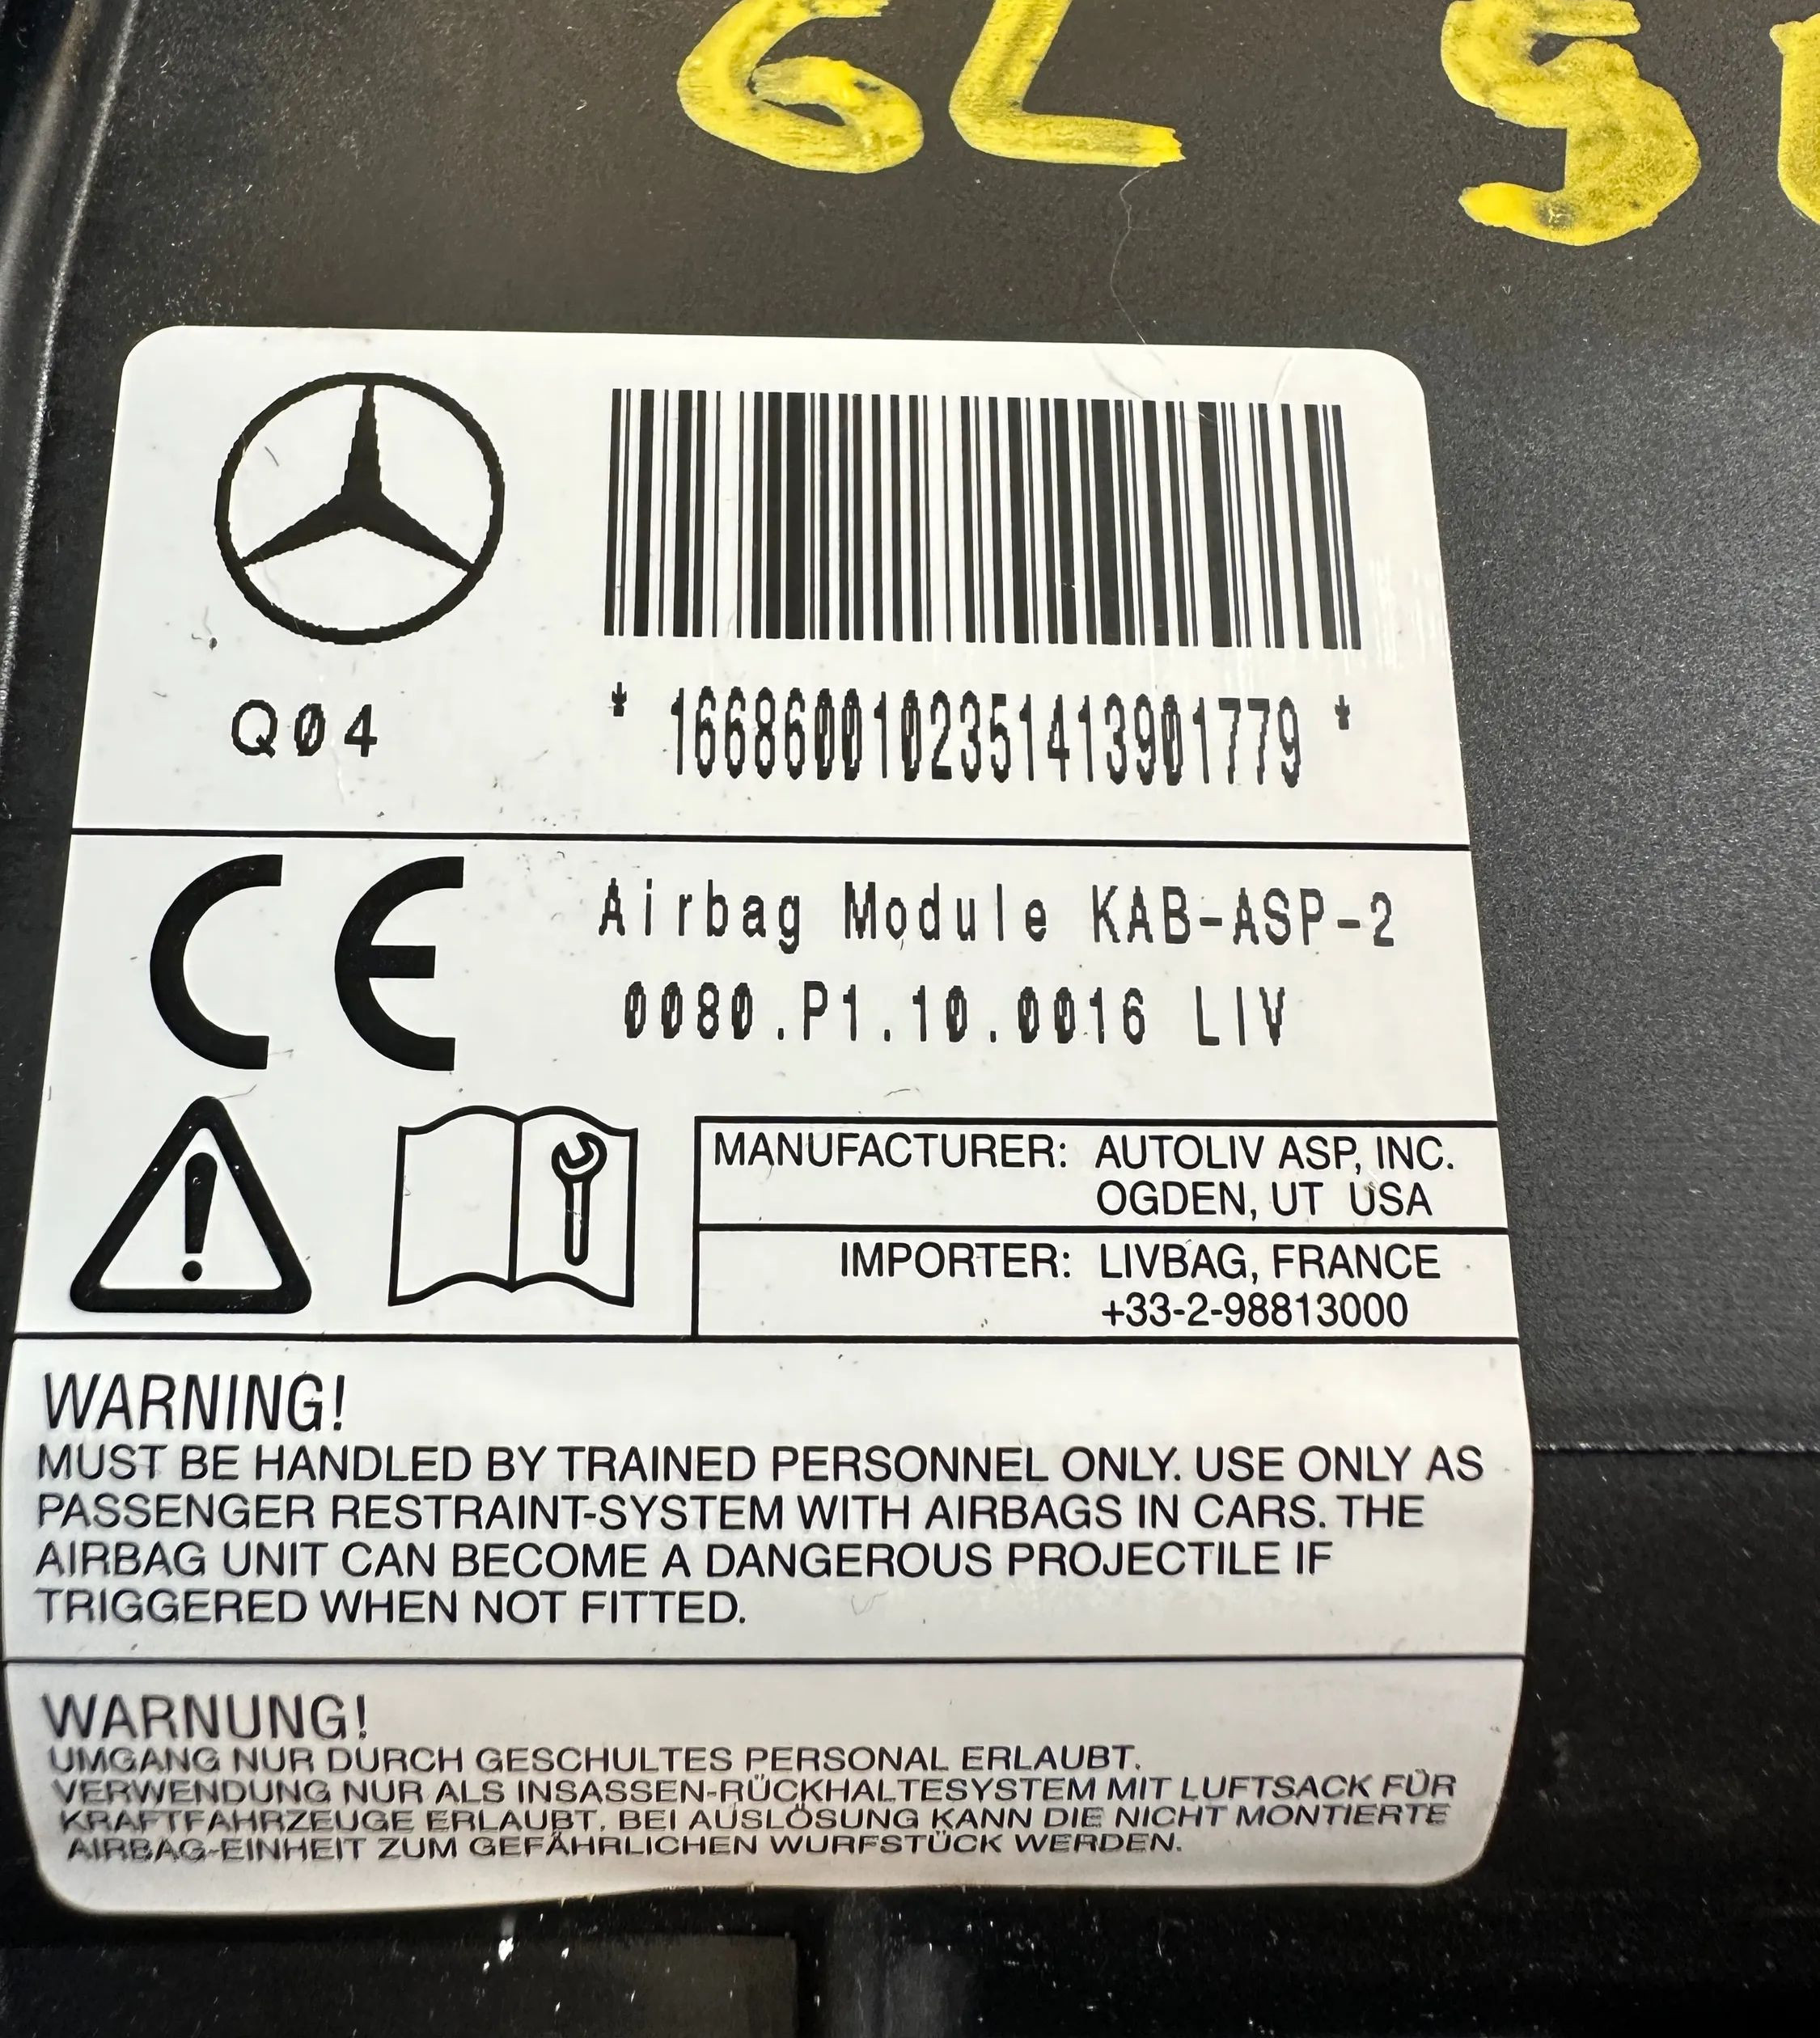 GL 5
Q04
* 166860010235141390​1779 *
CE
Airbag Module KAB-ASP-2
0080.P1.10.0016 LIV
MANUFACTURER: AUTOLIV ASP, INC.
OGDEN, UT USA
IMPORTER: LIVBAG, FRANCE
+33-2-98813000
WARNING!
MUST BE HANDLED BY TRAINED PERSONNEL ONLY. USE ONLY AS
PASSENGER RESTRAINT-SYSTEM WITH AIRBAGS IN CARS. THE
AIRBAG UNIT CAN BECOME A DANGEROUS PROJECTILE IF
TRIGGERED WHEN NOT FITTED.
WARNUNG!
UMGANG NUR DURCH GESCHULTES PERSONAL ERLAUBT.
VERWENDUNG NUR ALS INSASSEN-RÜCKHALTESYSTEM MIT LUFTSACK FÜR
KRAFTFAHRZEUGE ERLAUBT. BEI AUSLÖSUNG KANN DIE NICHT MONTIERTE
AIRBAG-EINHEIT ZUM GEFÄHRLICHEN WURFSTÜCK WERDEN.